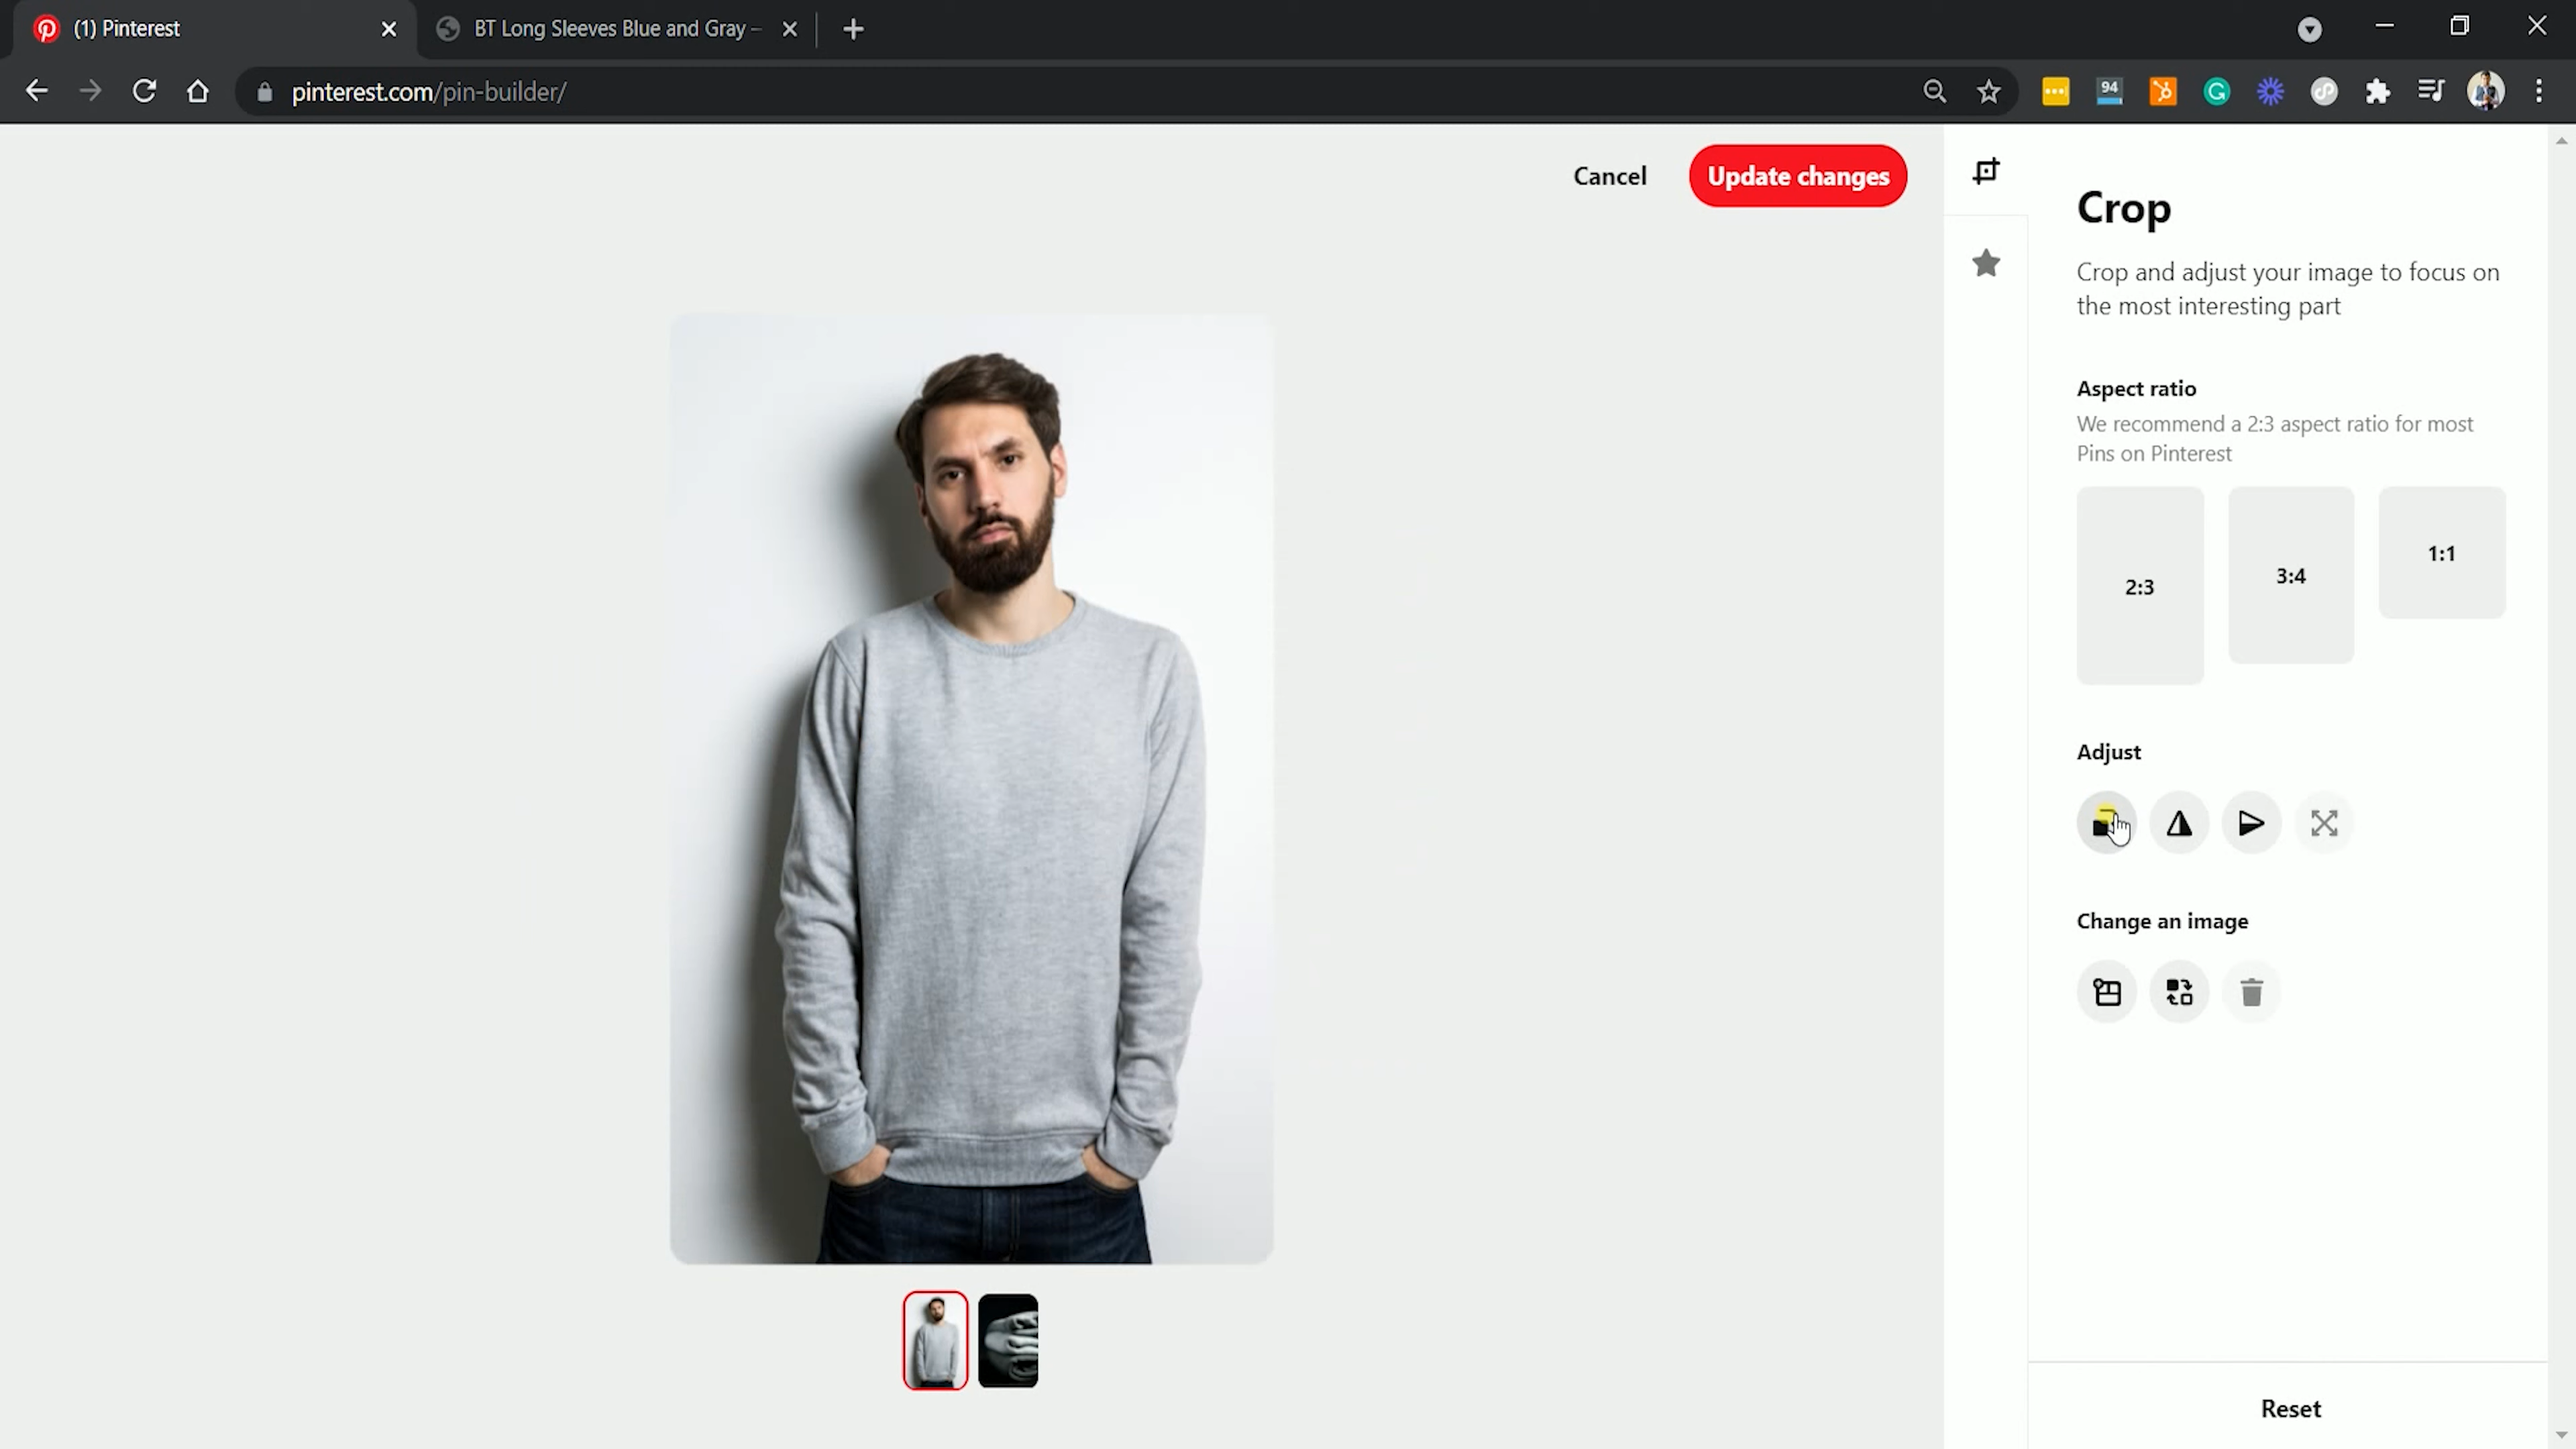 (1) Pinterest
BT Long Sleeves Blue and Gray –
pinterest.com/pin-builder/
94
Cancel
Update changes
Crop
Crop and adjust your image to focus on
the most interesting part
Aspect ratio
We recommend a 2:3 aspect ratio for most
Pins on Pinterest
2:3
3:4
1:1
Adjust
Change an image
Reset